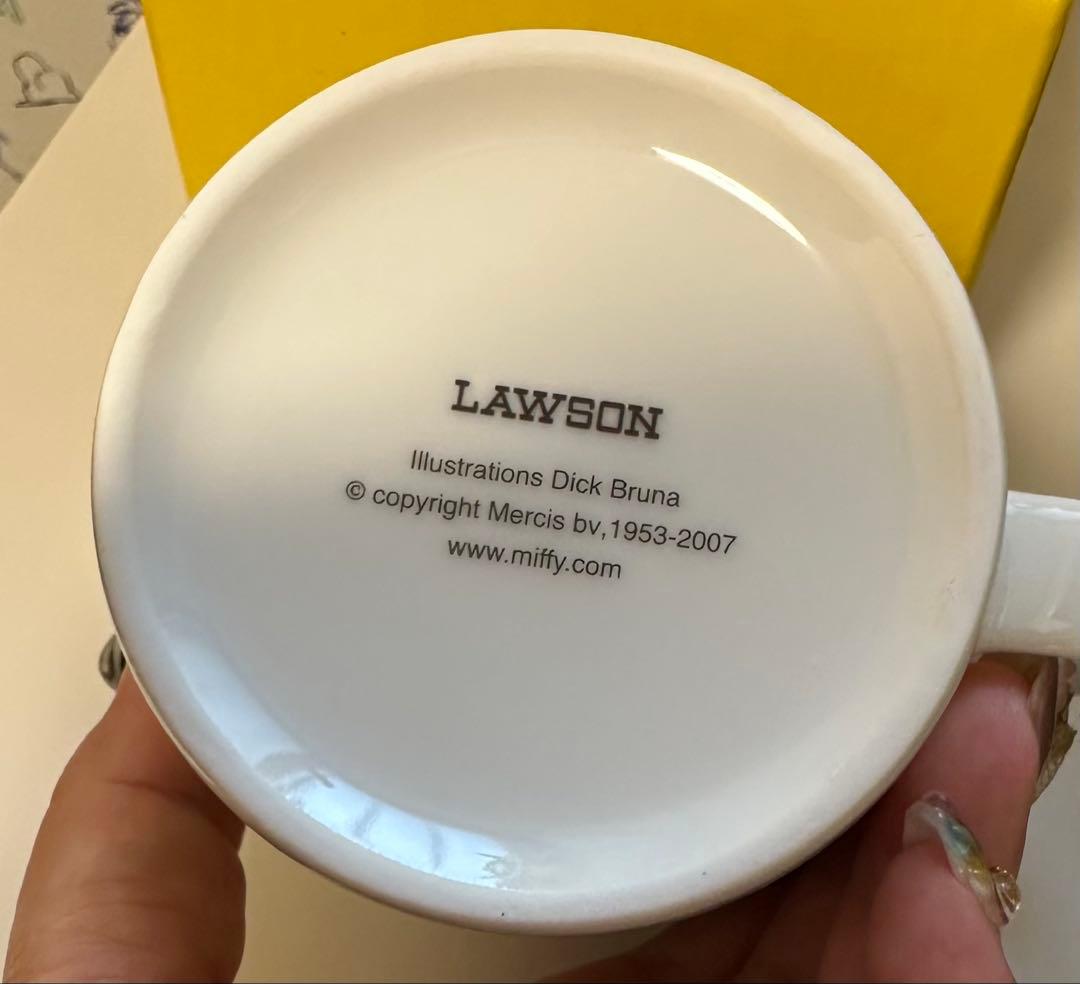 LAWSON
Illustrations Dick Bruna
© copyright Mercis bv,1953-2007
www.miffy.com